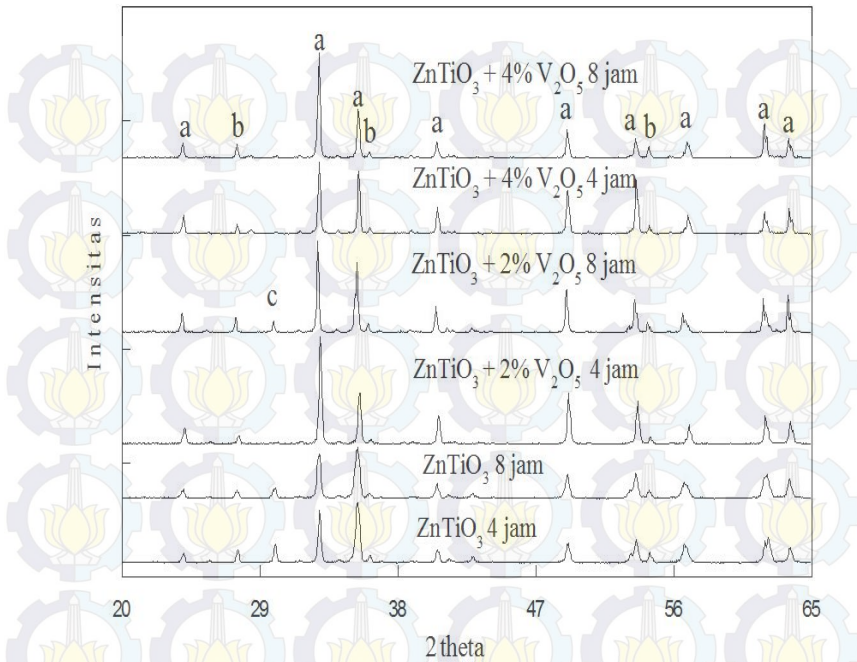 a
ZnTiO₃ + 4% V₂O₅ 8 jam
a b a b a a a b a a a
ZnTiO₃ + 4% V₂O₅ 4 jam
ZnTiO₃ + 2% V₂O₅ 8 jam
c
ZnTiO₃ + 2% V₂O₅ 4 jam
ZnTiO₃ 8 jam
ZnTiO₃ 4 jam
Intensitas
20 29 38 47 56 65
2 theta